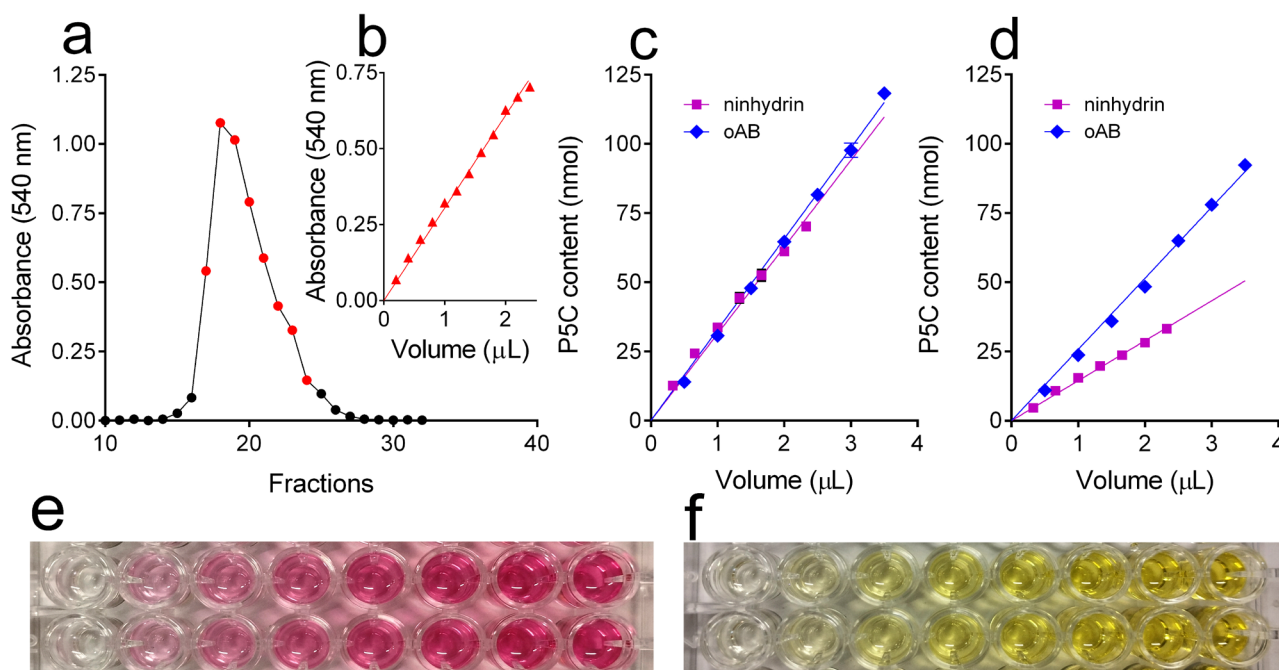 a
Absorbance (540 nm)
1.25
1.00
0.75
0.50
0.25
0.00
10
20
30
40
Fractions
b
Absorbance (540 nm)
0.75
0.50
0.25
0.00
0
1
2
Volume (μL)
c
P5C content (nmol)
125
100
75
50
25
0
0
1
2
3
4
ninhydrin
oAB
Volume (μL)
d
P5C content (nmol)
125
100
75
50
25
0
0
1
2
3
4
ninhydrin
oAB
Volume (μL)
e
f